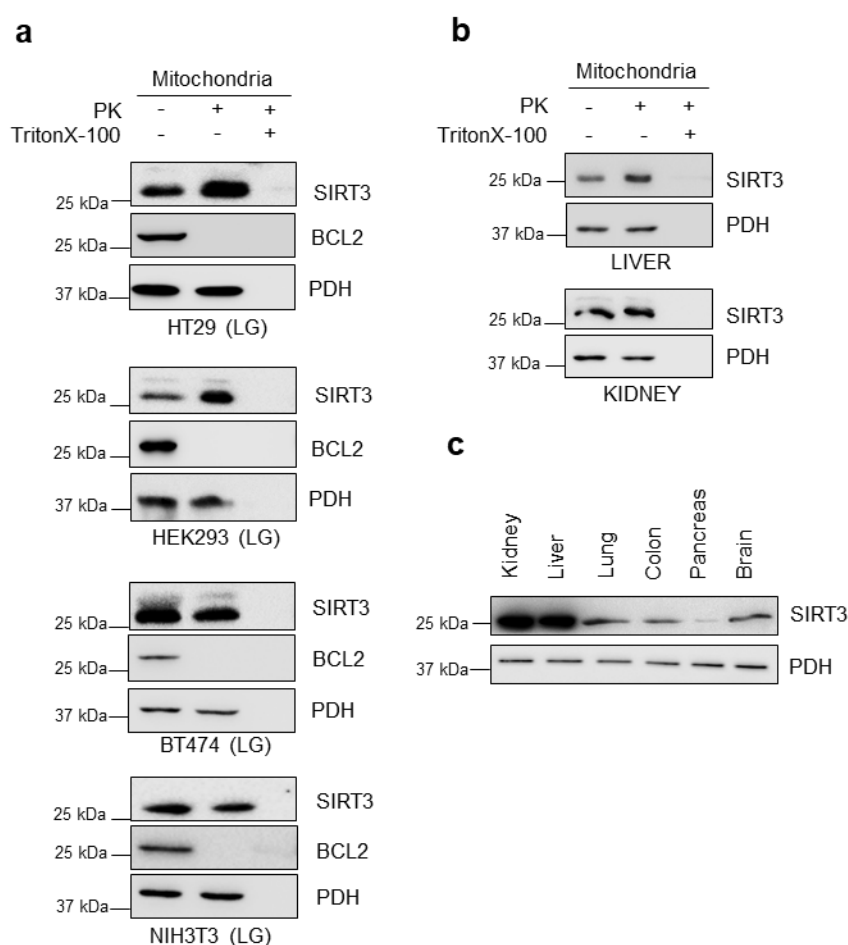 a
Mitochondria
PK - + +
TritonX-100 - - +
25 kDa SIRT3
25 kDa BCL2
37 kDa PDH
HT29 (LG)
25 kDa SIRT3
25 kDa BCL2
37 kDa PDH
HEK293 (LG)
25 kDa SIRT3
25 kDa BCL2
37 kDa PDH
BT474 (LG)
25 kDa SIRT3
25 kDa BCL2
37 kDa PDH
NIH3T3 (LG)
b
Mitochondria
PK - + +
TritonX-100 - - +
25 kDa SIRT3
37 kDa PDH
LIVER
25 kDa SIRT3
37 kDa PDH
KIDNEY
c
Kidney Liver Lung Colon Pancreas Brain
25 kDa SIRT3
37 kDa PDH